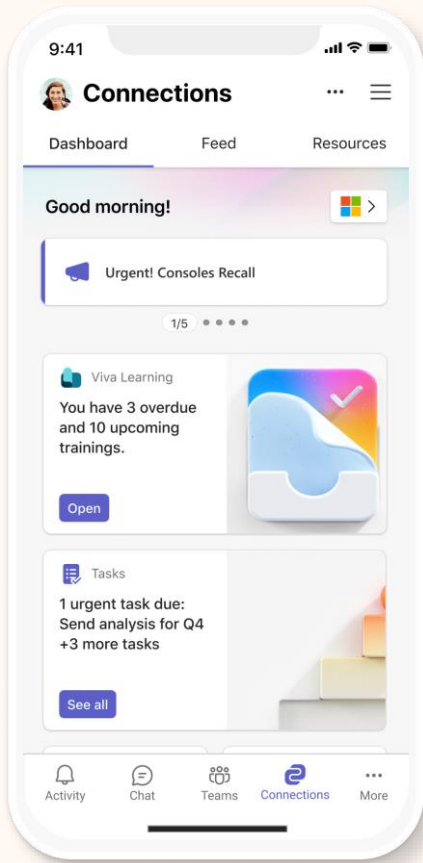 9:41
Connections
Dashboard Feed Resources
Good morning!
Urgent! Consoles Recall
1/5
Viva Learning
You have 3 overdue
and 10 upcoming
trainings.
Open
Tasks
1 urgent task due:
Send analysis for Q4
+3 more tasks
See all
Activity Chat Teams Connections More